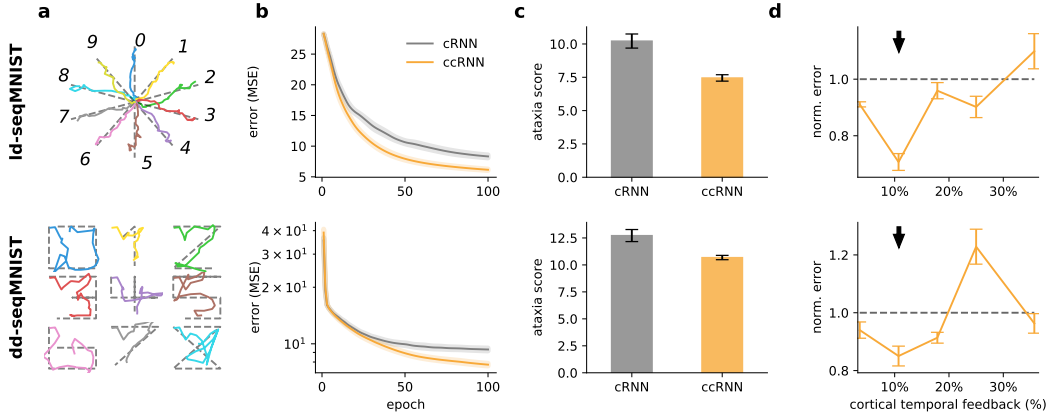 a
b
c
d
ld-seqMNIST
0
1
2
3
4
5
6
7
8
9
error (MSE)
25
20
15
10
5
0
50
100
cRNN
ccRNN
ataxia score
10.0
7.5
5.0
2.5
0.0
cRNN
ccRNN
norm. error
1.0
0.8
10%
20%
30%
dd-seqMNIST
error (MSE)
4 × 10¹
3 × 10¹
2 × 10¹
10¹
0
50
100
epoch
ataxia score
12.5
10.0
7.5
5.0
2.5
0.0
cRNN
ccRNN
norm. error
1.2
1.0
0.8
10%
20%
30%
cortical temporal feedback (%)